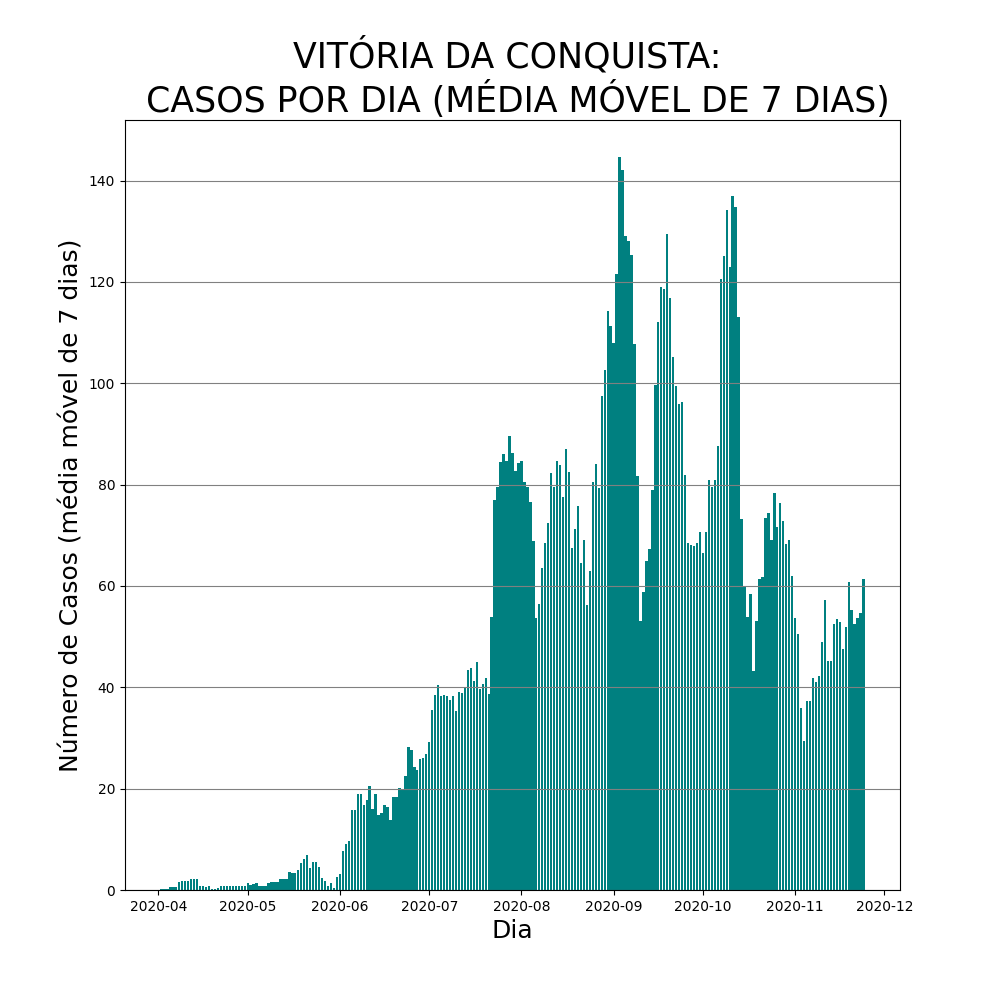 VITÓRIA DA CONQUISTA:
CASOS POR DIA (MÉDIA MÓVEL DE 7 DIAS)
Número de Casos (média móvel de 7 dias)
140
120
100
80
60
40
20
0
2020-04 2020-05 2020-06 2020-07 2020-08 2020-09 2020-10 2020-11 2020-12
Dia